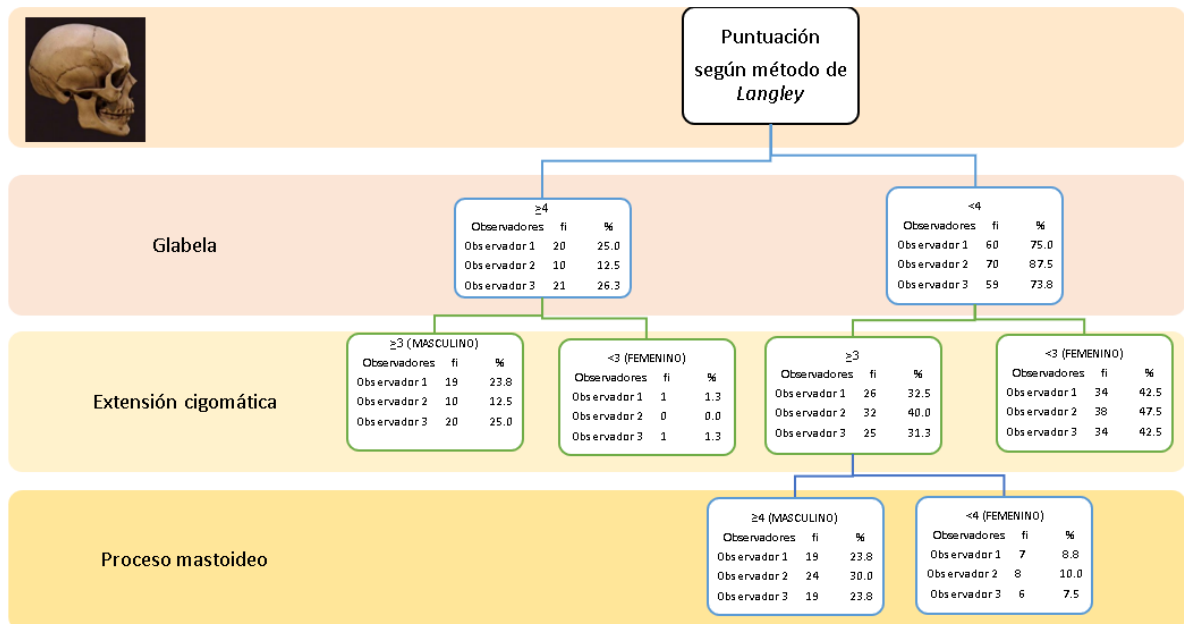 Puntuación
según método de
Langley
Glabela
≥4
Observadores fi %
Observador 1 20 25.0
Observador 2 10 12.5
Observador 3 21 26.3
<4
Observadores fi %
Observador 1 60 75.0
Observador 2 70 87.5
Observador 3 59 73.8
Extensión cigomática
≥3 (MASCULINO)
Observadores fi %
Observador 1 19 23.8
Observador 2 10 12.5
Observador 3 20 25.0
<3 (FEMENINO)
Observadores fi %
Observador 1 1 1.3
Observador 2 0 0.0
Observador 3 1 1.3
≥3
Observadores fi %
Observador 1 26 32.5
Observador 2 32 40.0
Observador 3 25 31.3
<3 (FEMENINO)
Observadores fi %
Observador 1 34 42.5
Observador 2 38 47.5
Observador 3 34 42.5
Proceso mastoideo
≥4 (MASCULINO)
Observadores fi %
Observador 1 19 23.8
Observador 2 24 30.0
Observador 3 19 23.8
<4 (FEMENINO)
Observadores fi %
Observador 1 7 8.8
Observador 2 8 10.0
Observador 3 6 7.5